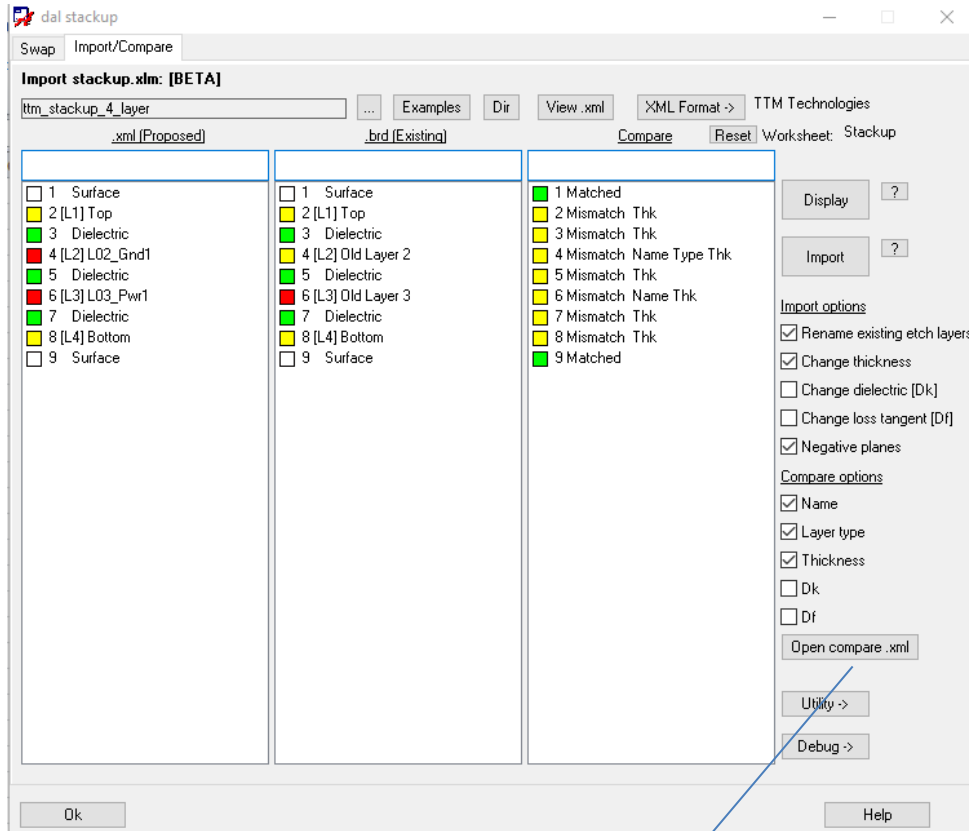 dal stackup
Swap Import/Compare
Import stackup.xlm: [BETA]
ttm_stackup_4_layer ... Examples Dir View .xml XML Format -> TTM Technologies
.xml (Proposed) .brd (Existing) Compare Reset Worksheet: Stackup
1 Surface 1 Surface 1 Matched
2 [L1] Top 2 [L1] Top 2 Mismatch Thk
3 Dielectric 3 Dielectric 3 Mismatch Thk
4 [L2] L02_Gnd1 4 [L2] Old Layer 2 4 Mismatch Name Type Thk
5 Dielectric 5 Dielectric 5 Mismatch Thk
6 [L3] L03_Pwr1 6 [L3] Old Layer 3 6 Mismatch Name Thk
7 Dielectric 7 Dielectric 7 Mismatch Thk
8 [L4] Bottom 8 [L4] Bottom 8 Mismatch Thk
9 Surface 9 Surface 9 Matched
Display ?
Import ?
Import options
Rename existing etch layers
Change thickness
Change dielectric [Dk]
Change loss tangent [Df]
Negative planes
Compare options
Name
Layer type
Thickness
Dk
Df
Open compare .xml
Utility ->
Debug ->
Ok Help